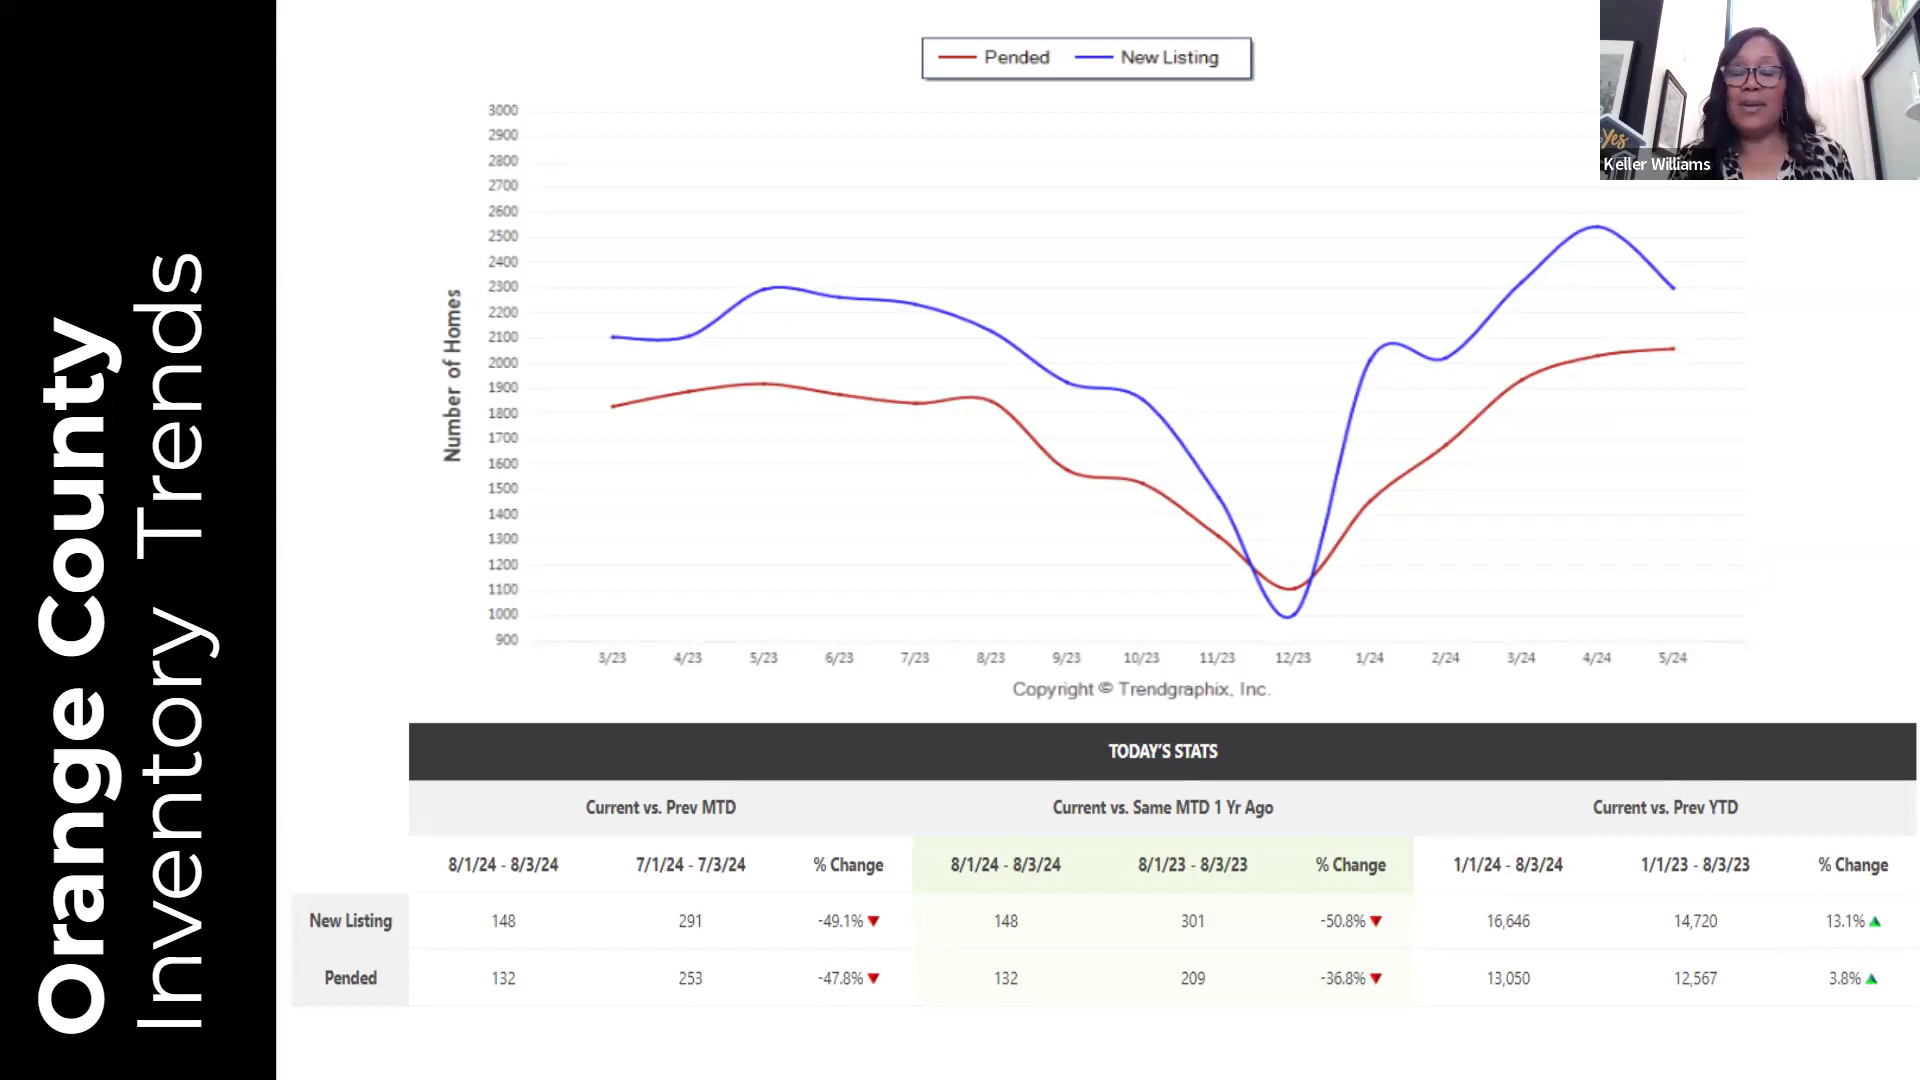 Orange County
Inventory Trends
Pended New Listing
Yes
Keller Williams
Number of Homes
3000
2900
2800
2700
2600
2500
2400
2300
2200
2100
2000
1900
1800
1700
1600
1500
1400
1300
1200
1100
1000
900
3/23 4/23 5/23 6/23 7/23 8/23 9/23 10/23 11/23 12/23 1/24 2/24 3/24 4/24 5/24
Copyright © Trendgraphix, Inc.
TODAY'S STATS
Current vs. Prev MTD Current vs. Same MTD 1 Yr Ago Current vs. Prev YTD
8/1/24 - 8/3/24 7/1/24 - 7/3/24 % Change 8/1/24 - 8/3/24 8/1/23 - 8/3/23 % Change 1/1/24 - 8/3/24 1/1/23 - 8/3/23 % Change
New Listing 148 291 -49.1% 148 301 -50.8% 16,646 14,720 13.1%
Pended 132 253 -47.8% 132 209 -36.8% 13,050 12,567 3.8%